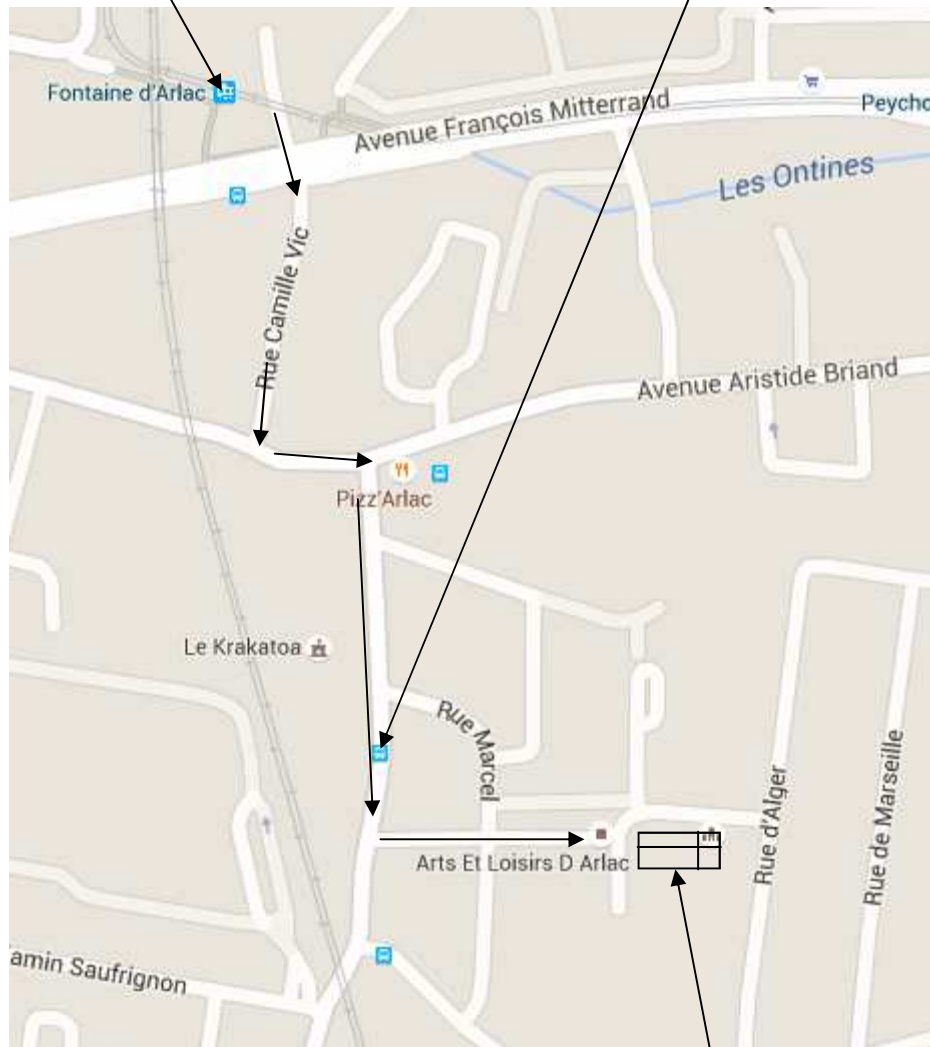 Fontaine d'Arlac
Avenue François Mitterrand
Peycho
Les Ontines
Rue Camille Vic
Avenue Aristide Briand
Pizz'Arlac
Le Krakatoa
Rue Marcel
Rue d'Alger
Rue de Marseille
Arts Et Loisirs D Arlac
amin Saufrignon